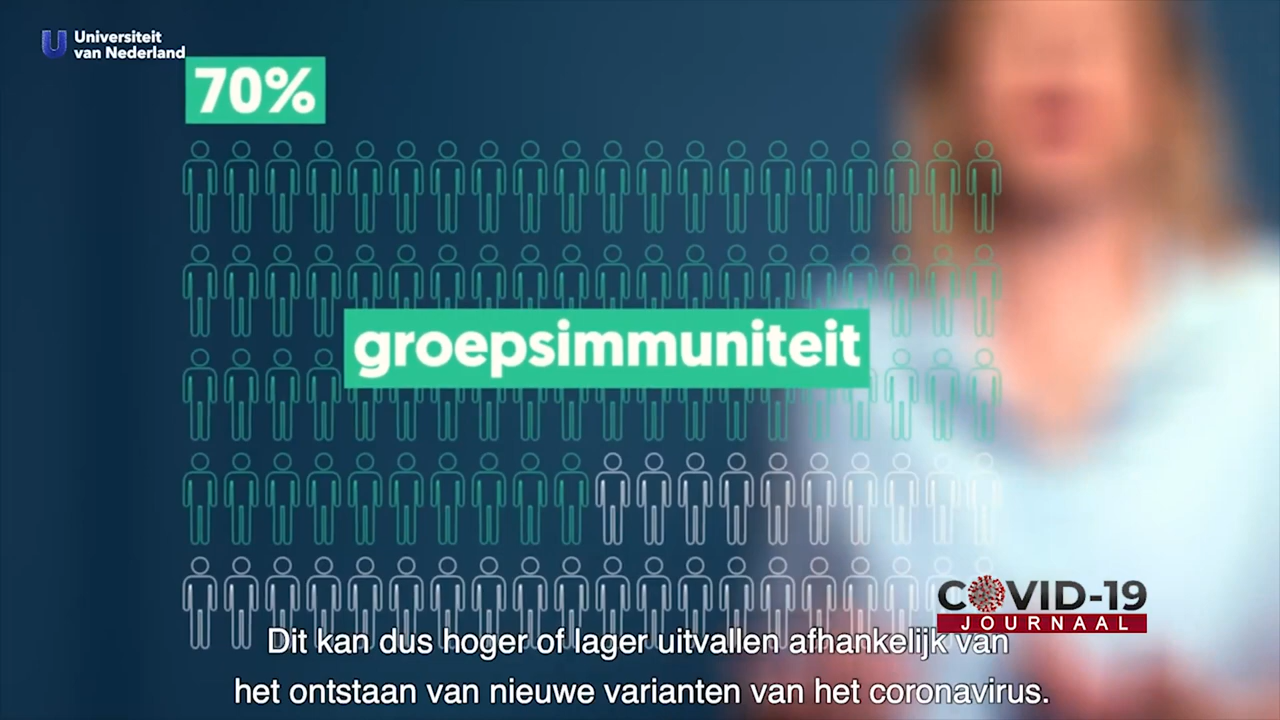 Universiteit
van Nederland
70%
groepsimmuniteit
COVID-19
JOURNAAL
Dit kan dus hoger of lager uitvallen afhankelijk van
het ontstaan van nieuwe varianten van het coronavirus.